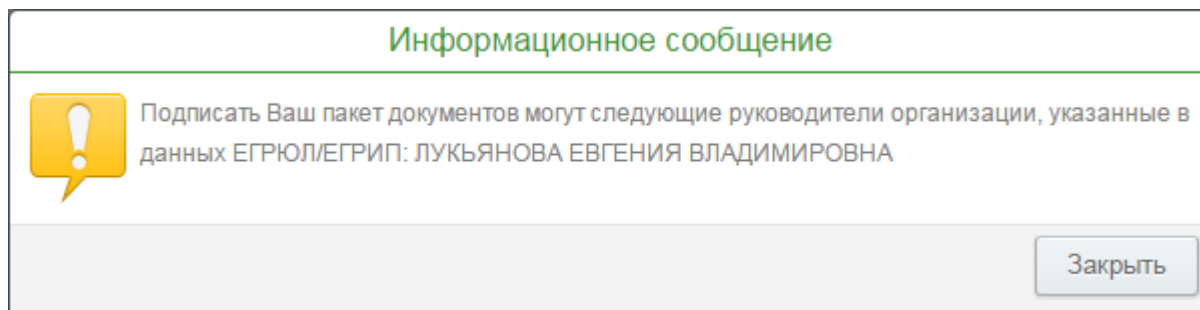 Информационное сообщение
Подписать Ваш пакет документов могут следующие руководители организации, указанные в
данных ЕГРЮЛ/ЕГРИП: ЛУКЬЯНОВА ЕВГЕНИЯ ВЛАДИМИРОВНА
Закрыть